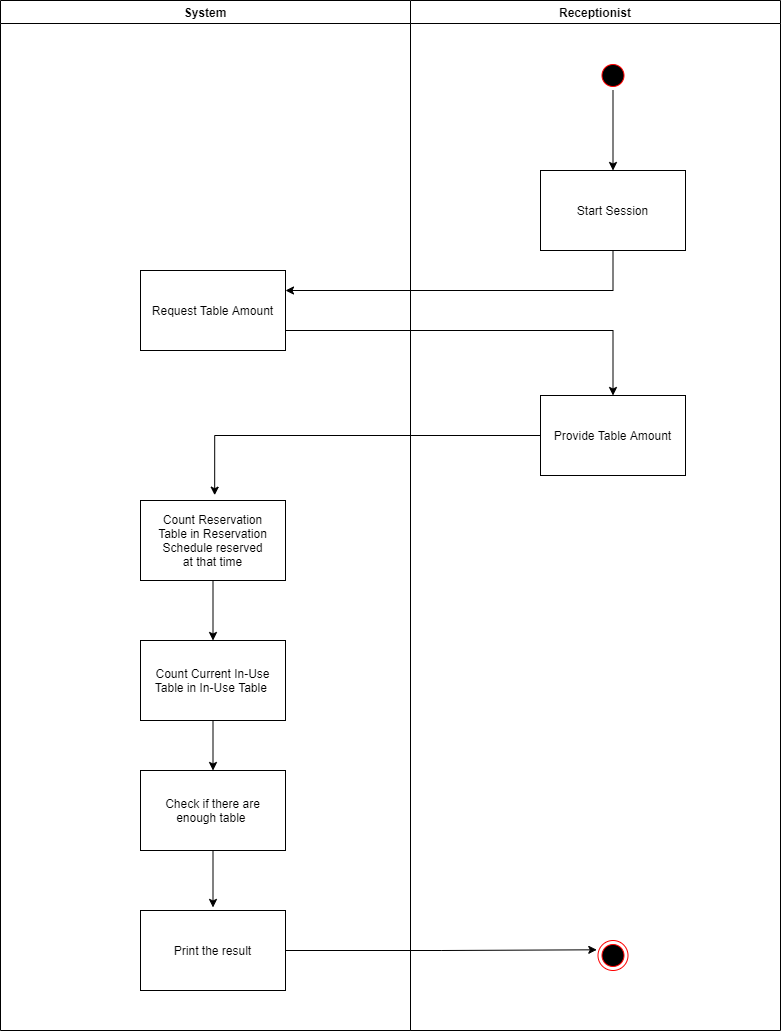 System
Receptionist
Start Session
Request Table Amount
Provide Table Amount
Count Reservation
Table in Reservation
Schedule reserved
at that time
Count Current In-Use
Table in In-Use Table
Check if there are
enough table
Print the result